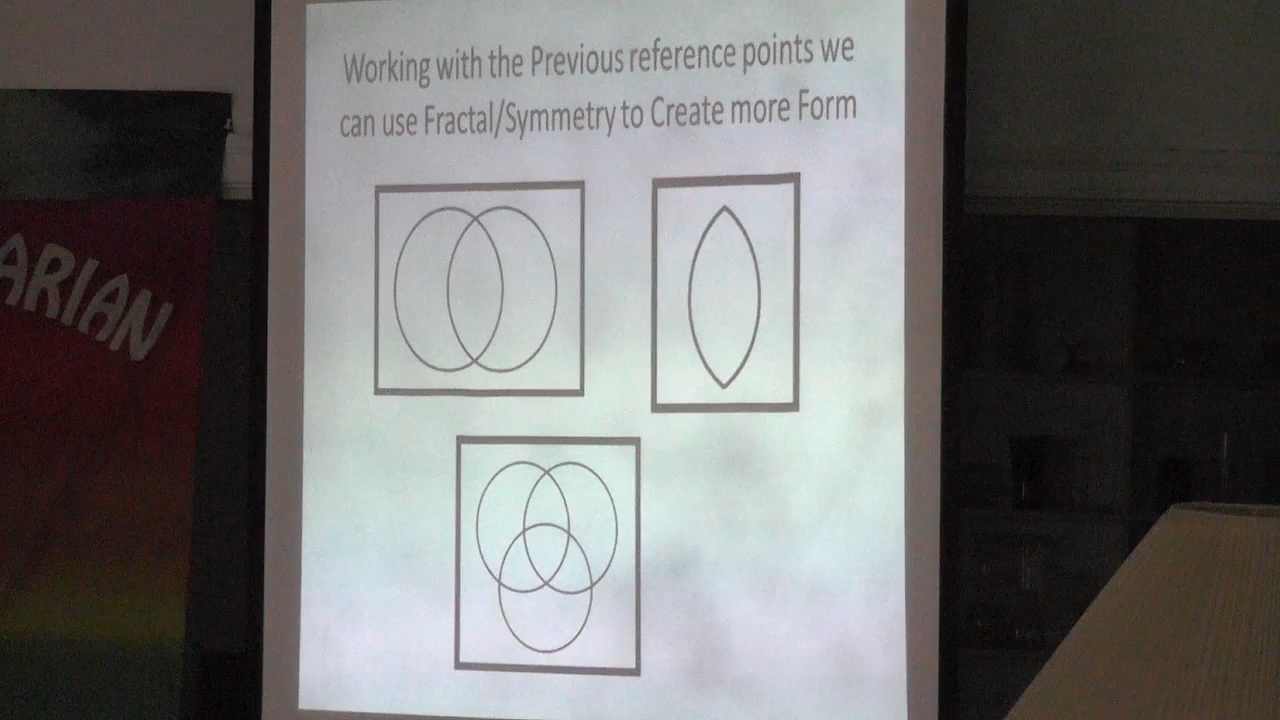 Working with the Previous reference points we
can use Fractal/Symmetry to Create more Form
ARIAN